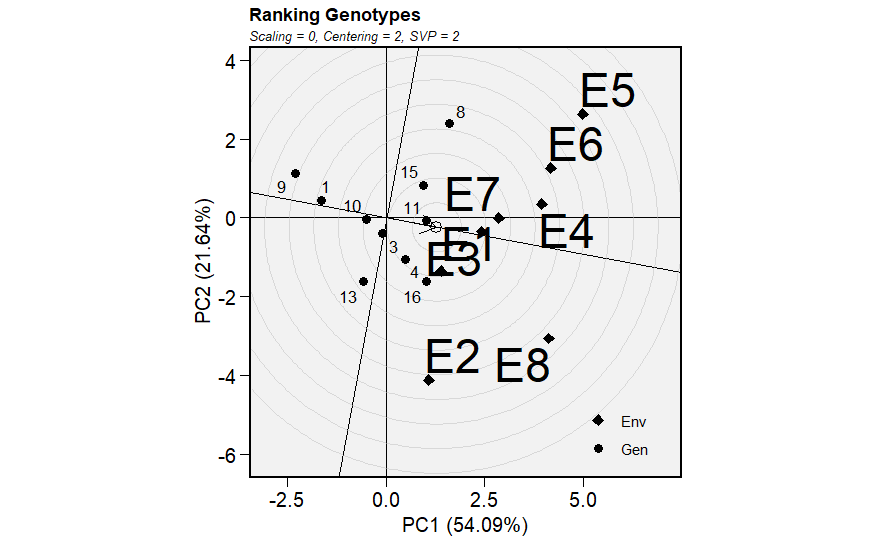 Ranking Genotypes
Scaling = 0, Centering = 2, SVP = 2
4
E5
8
2
E6
15
9
1
E7
10
11
0
E4
E1
3
E3
4
13
16
-2
E2
E8
-4
Env
Gen
-6
-2.5
0.0
2.5
5.0
PC1 (54.09%)
PC2 (21.64%)